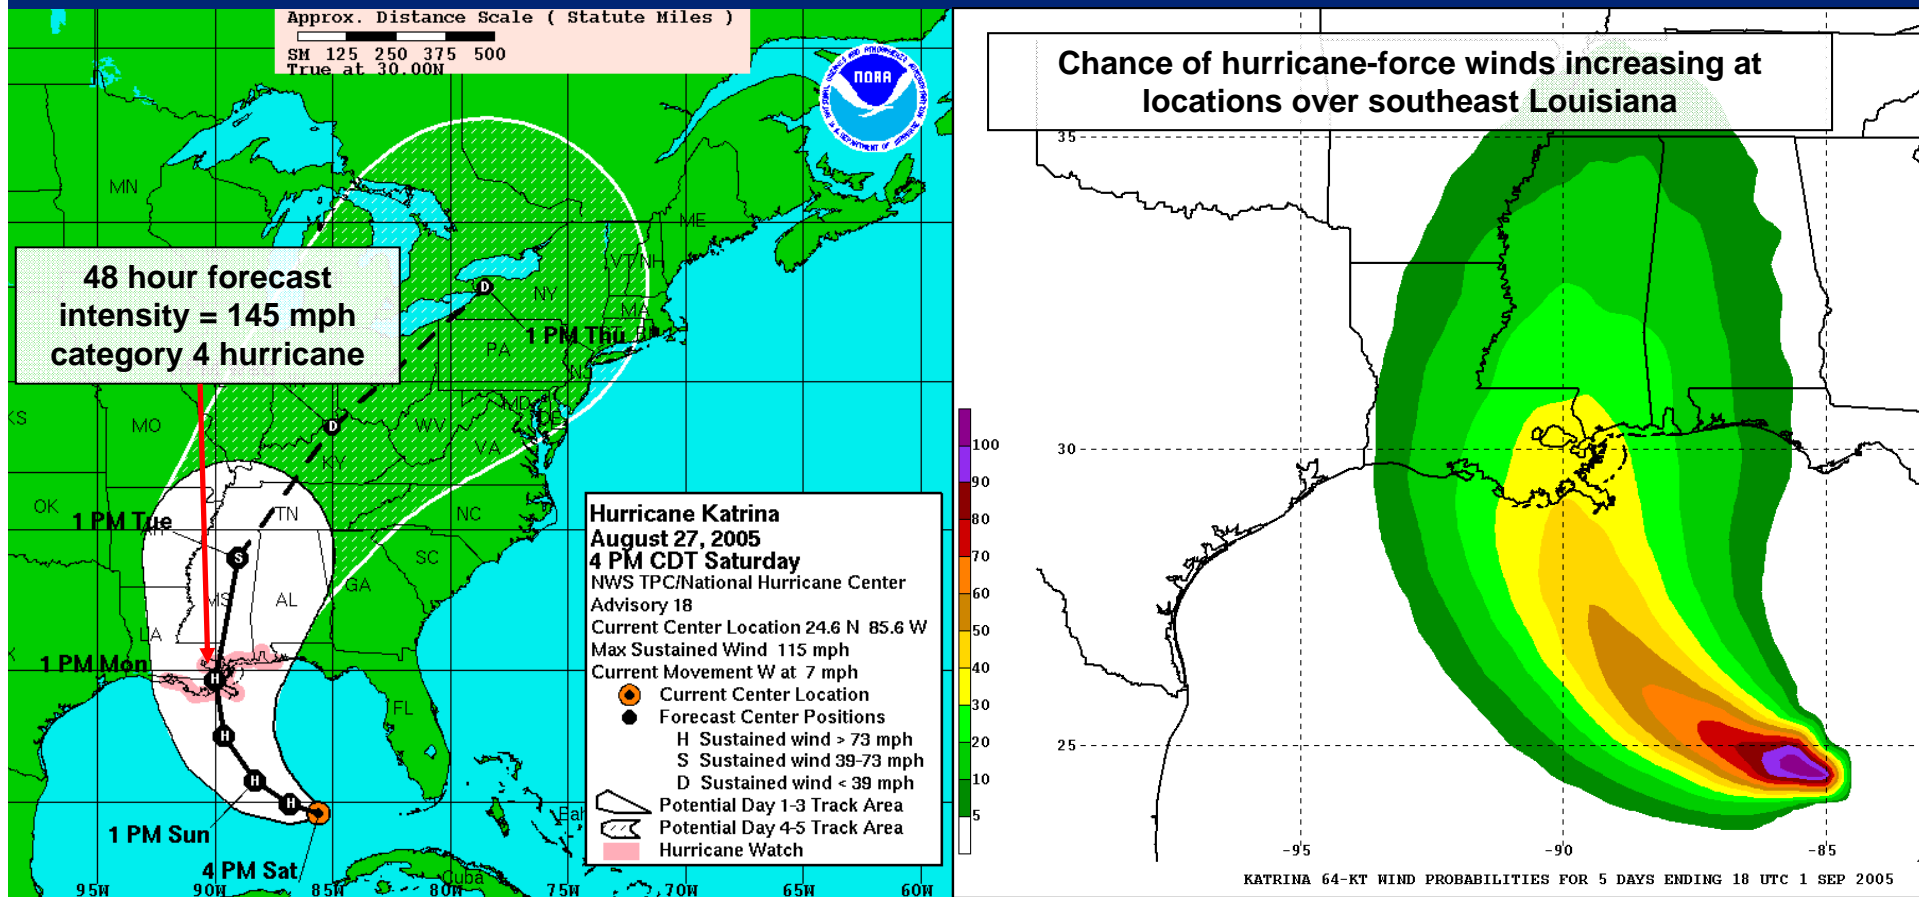 Approx. Distance Scale ( Statute Miles )
SM 125 250 375 500
True at 30.00N
NOAA
MN
MI
ME
VT
NH
48 hour forecast
intensity = 145 mph
category 4 hurricane
D
NY
MA
1 PM Thu
PA
NJ
KS
MO
D
WV
MD
DE
VA
KY
OK
1 PM Tue
TN
NC
S
SC
MS
AL
GA
LA
1 PM Mon
H
FL
H
H
H
1 PM Sun
4 PM Sat
Cuba
95W 90W 85W 80W 75W 70W 65W 60W
Hurricane Katrina
August 27, 2005
4 PM CDT Saturday
NWS TPC/National Hurricane Center
Advisory 18
Current Center Location 24.6 N 85.6 W
Max Sustained Wind 115 mph
Current Movement W at 7 mph
Current Center Location
Forecast Center Positions
H Sustained wind > 73 mph
S Sustained wind 39-73 mph
D Sustained wind < 39 mph
Potential Day 1-3 Track Area
Potential Day 4-5 Track Area
Hurricane Watch
Chance of hurricane-force winds increasing at
locations over southeast Louisiana
35
30
25
-95 -90 -85
100
90
80
70
60
50
40
30
20
10
5
KATRINA 64-KT WIND PROBABILITIES FOR 5 DAYS ENDING 18 UTC 1 SEP 2005